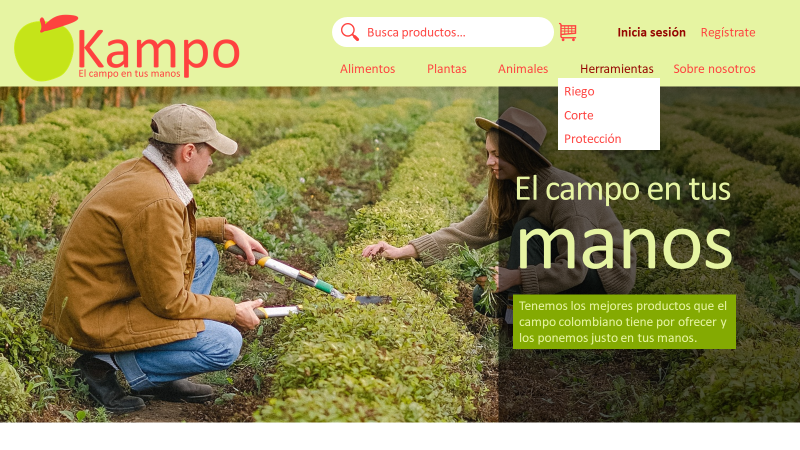 Kampo
El campo en tus manos
Busca productos...
Inicia sesión
Regístrate
Alimentos
Plantas
Animales
Herramientas
Sobre nosotros
Riego
Corte
Protección
El campo en tus
manos
Tenemos los mejores productos que el
campo colombiano tiene por ofrecer y
los ponemos justo en tus manos.